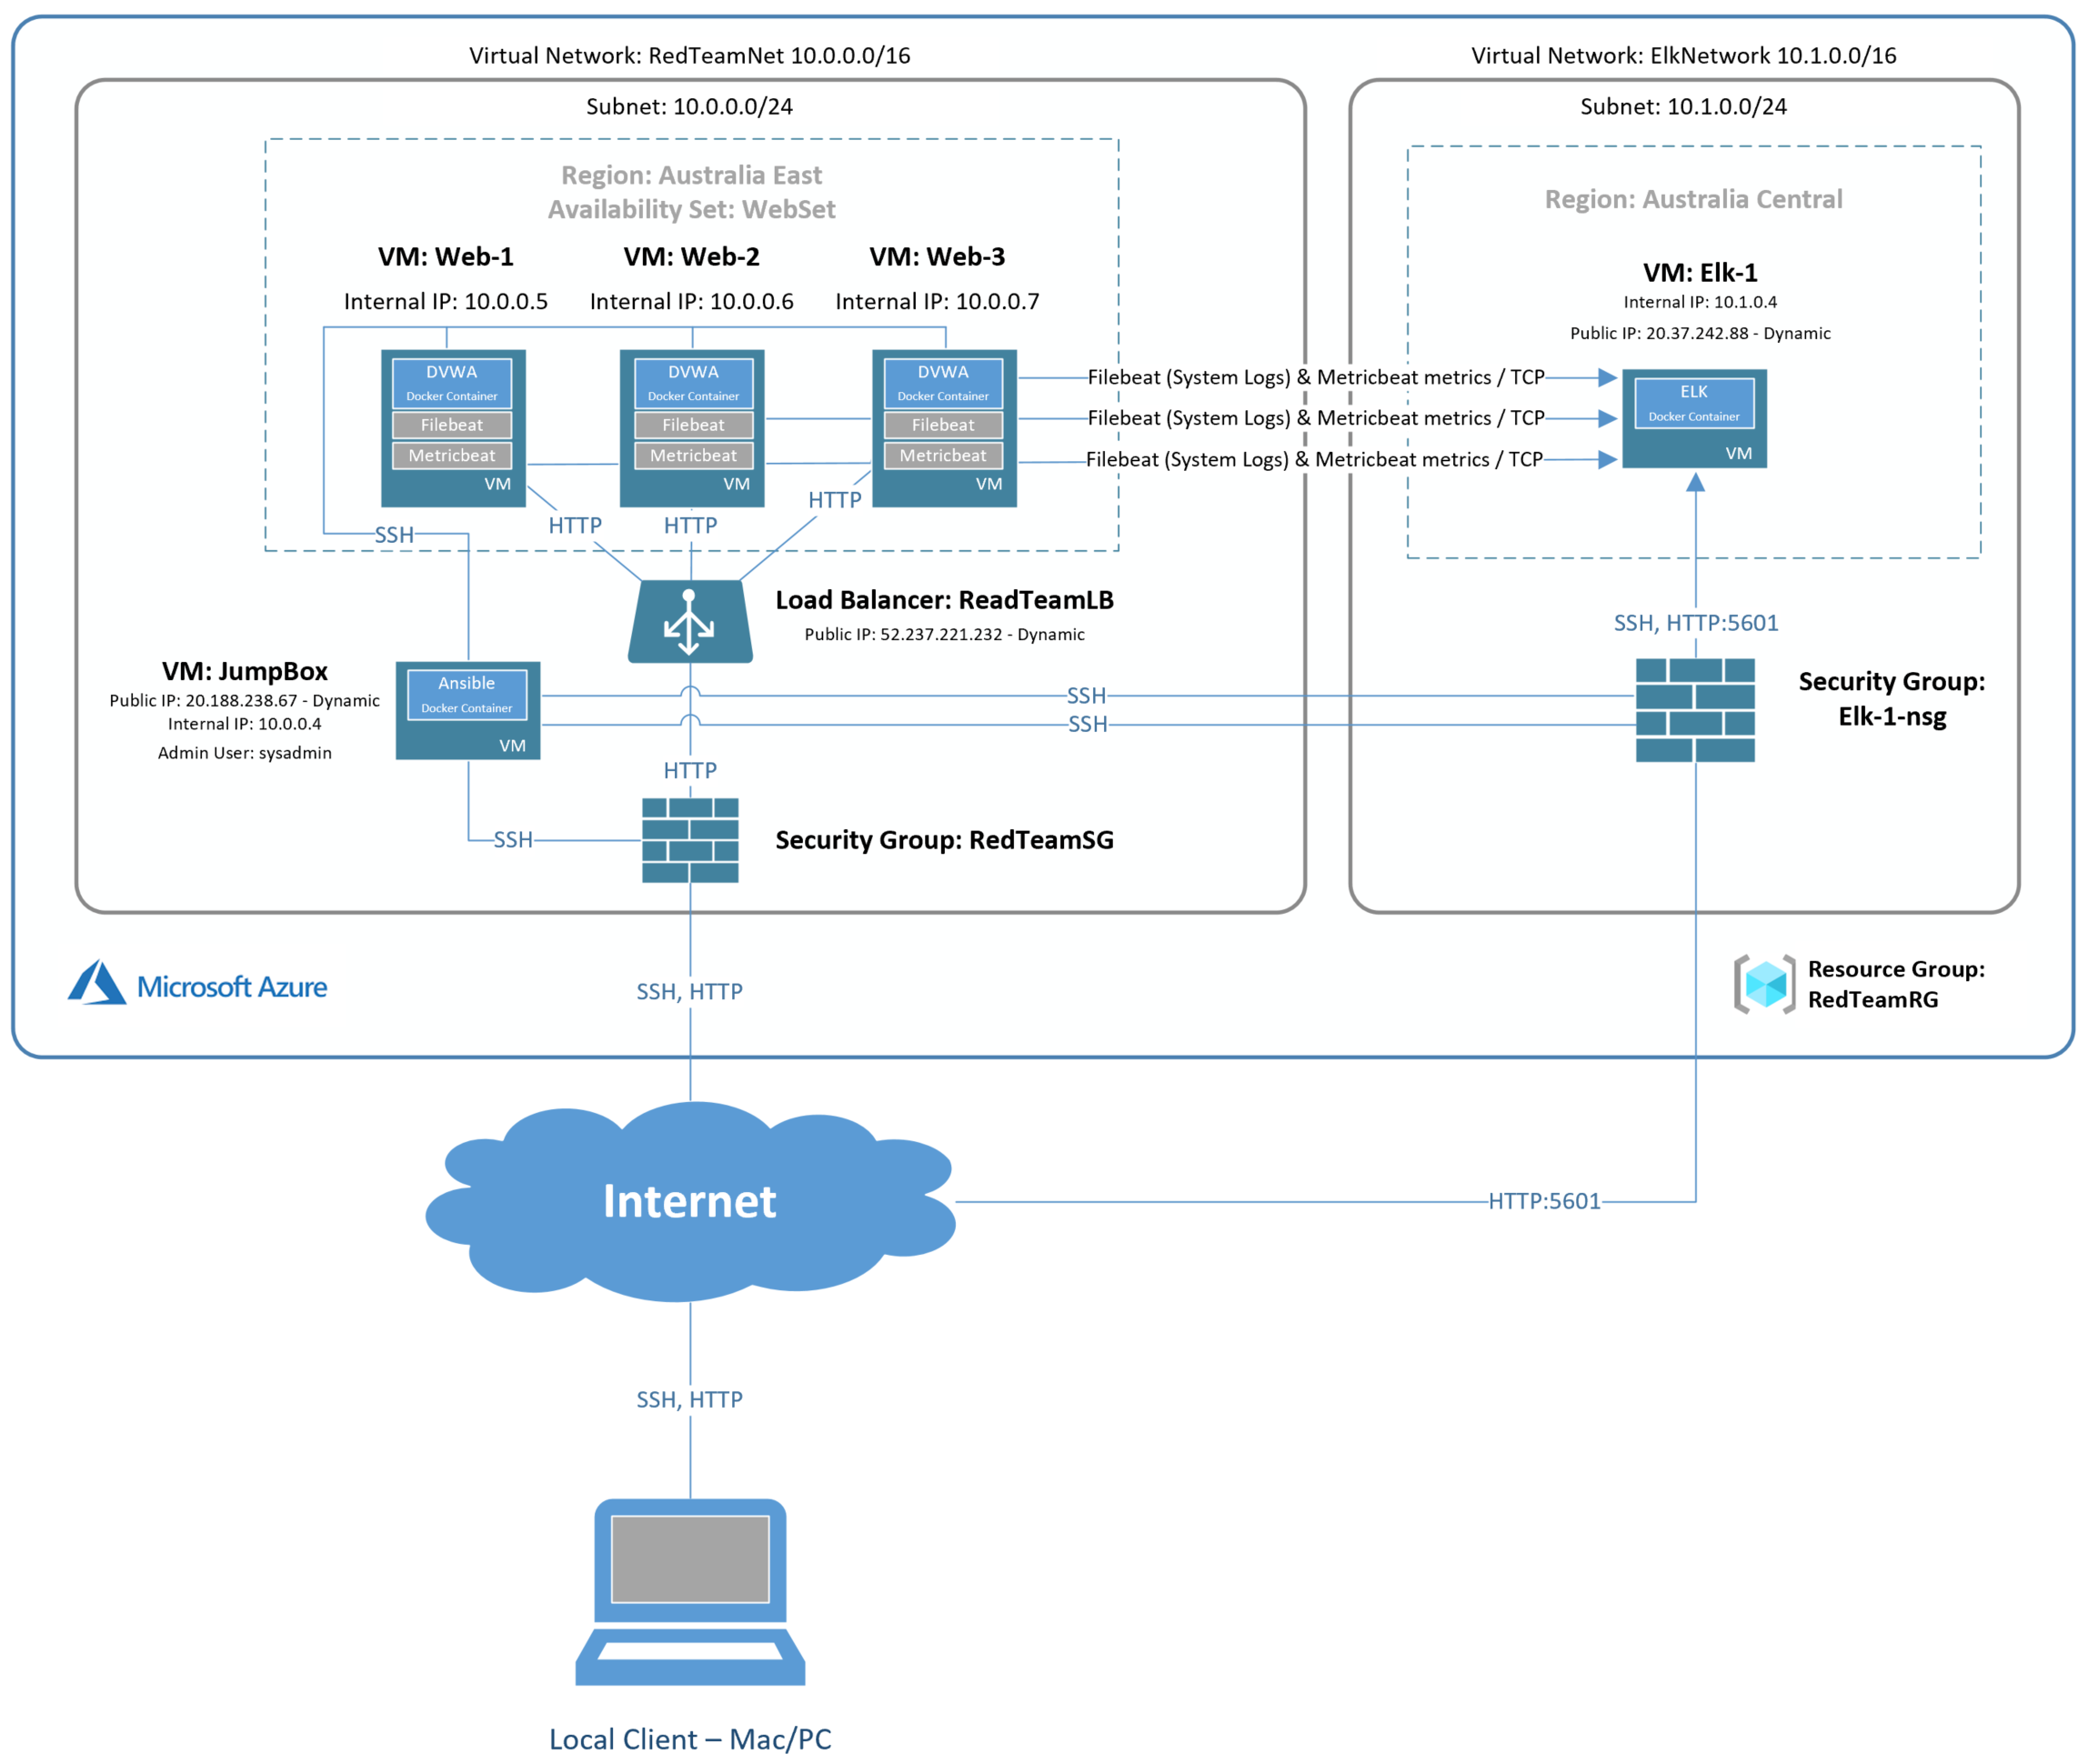 Virtual Network: RedTeamNet 10.0.0.0/16
Virtual Network: ElkNetwork 10.1.0.0/16
Subnet: 10.0.0.0/24
Subnet: 10.1.0.0/24
Region: Australia East
Availability Set: WebSet
Region: Australia Central
VM: Web-1
Internal IP: 10.0.0.5
VM: Web-2
Internal IP: 10.0.0.6
VM: Web-3
Internal IP: 10.0.0.7
VM: Elk-1
Internal IP: 10.1.0.4
Public IP: 20.37.242.88 - Dynamic
DVWA
Docker Container
Filebeat
Metricbeat
VM
DVWA
Docker Container
Filebeat
Metricbeat
VM
DVWA
Docker Container
Filebeat
Metricbeat
VM
Filebeat (System Logs) & Metricbeat metrics / TCP
Filebeat (System Logs) & Metricbeat metrics / TCP
Filebeat (System Logs) & Metricbeat metrics / TCP
ELK
Docker Container
VM
SSH
HTTP
HTTP
HTTP
Load Balancer: ReadTeamLB
Public IP: 52.237.221.232 - Dynamic
SSH, HTTP:5601
VM: JumpBox
Public IP: 20.188.238.67 - Dynamic
Internal IP: 10.0.0.4
Admin User: sysadmin
Ansible
Docker Container
VM
SSH
SSH
Security Group:
Elk-1-nsg
HTTP
SSH
Security Group: RedTeamSG
Microsoft Azure
SSH, HTTP
Resource Group:
RedTeamRG
Internet
HTTP:5601
SSH, HTTP
Local Client – Mac/PC